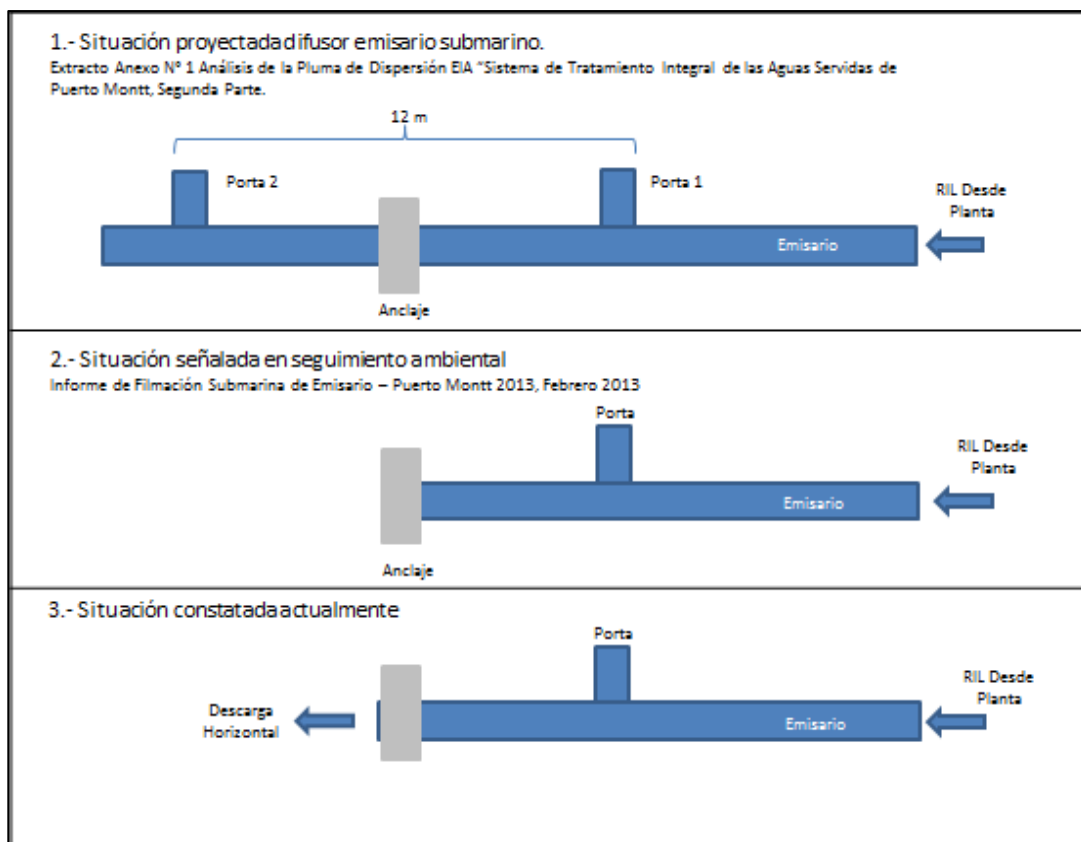 1.- Situación proyectada difusor emisario submarino.
Extracto Anexo Nº 1 Análisis de la Pluma de Dispersión EIA "Sistema de Tratamiento Integral de las Aguas Servidas de
Puerto Montt, Segunda Parte.
12 m
Porta 2
Porta 1
RIL Desde
Planta
Emisario
Anclaje
2.- Situación señalada en seguimiento ambiental
Informe de Filmación Submarina de Emisario – Puerto Montt 2013, Febrero 2013
Porta
RIL Desde
Planta
Emisario
Anclaje
3.- Situación constatada actualmente
Porta
RIL Desde
Planta
Descarga
Horizontal
Emisario